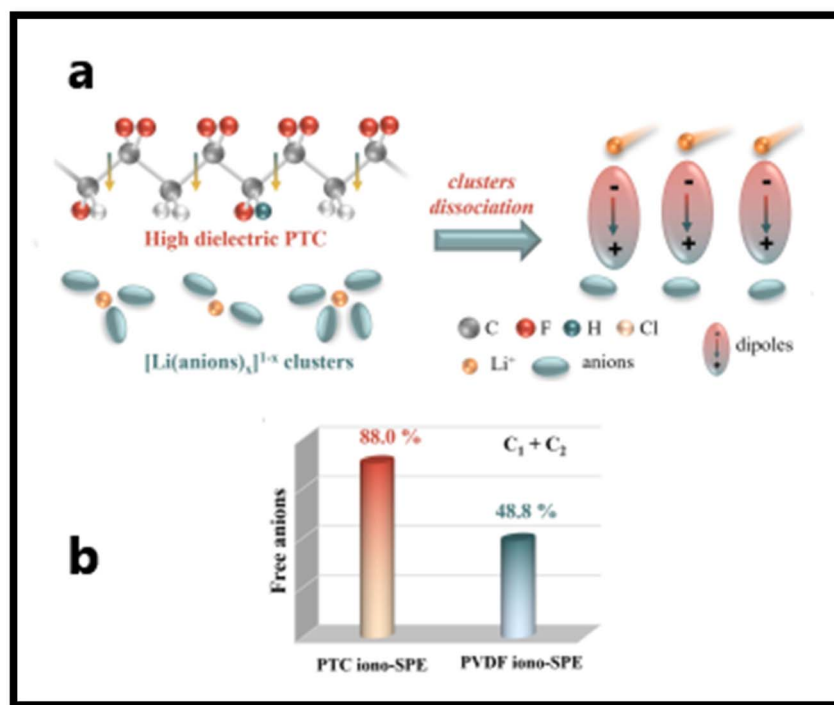 a
clusters
dissociation
High dielectric PTC
[Li(anions)ₓ]¹⁻ˣ clusters
-
-
-
+
+
+
C F H Cl
Li⁺ anions
-
+
dipoles
b
88.0 %
C₁ + C₂
48.8 %
Free anions
PTC iono-SPE PVDF iono-SPE